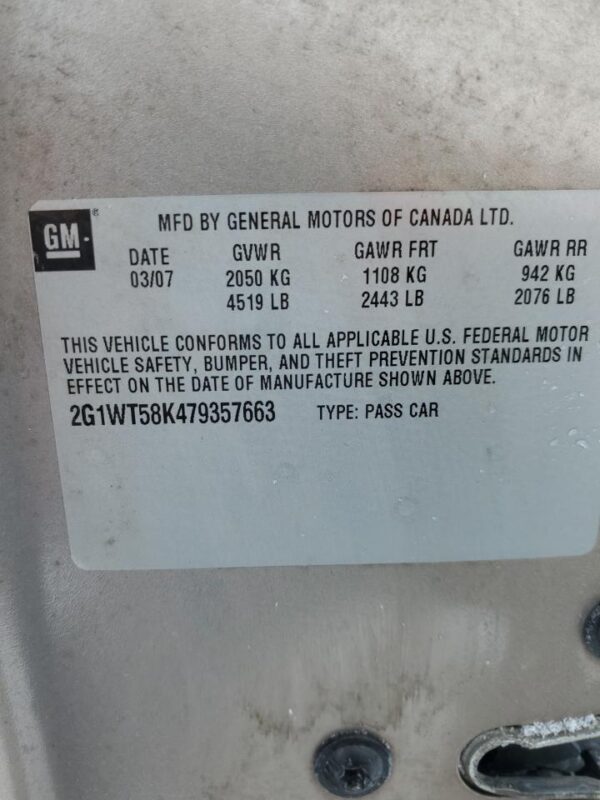 GM ® MFD BY GENERAL MOTORS OF CANADA LTD.
DATE GVWR GAWR FRT GAWR RR
03/07 2050 KG 1108 KG 942 KG
4519 LB 2443 LB 2076 LB
THIS VEHICLE CONFORMS TO ALL APPLICABLE U.S. FEDERAL MOTOR
VEHICLE SAFETY, BUMPER, AND THEFT PREVENTION STANDARDS IN
EFFECT ON THE DATE OF MANUFACTURE SHOWN ABOVE.
2G1WT58K479357663 TYPE: PASS CAR